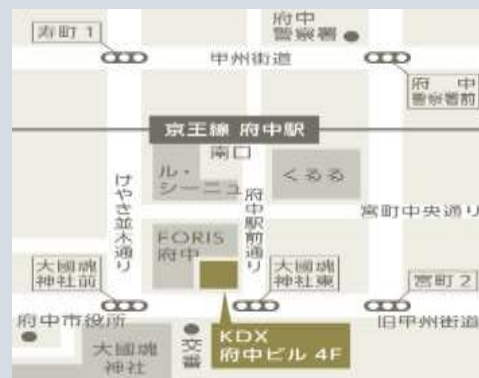 府中
警察署
寿町 1
甲州街道
府中
警察署前
京王線 府中駅
南口
ル・
シーニュ
くるる
けやき並木通り
府中駅前通り
宮町中央通り
FORIS
府中
大國魂
神社前
大國魂
神社東
宮町 2
府中市役所
旧甲州街道
KDX
府中ビル 4F
交番
大國魂
神社